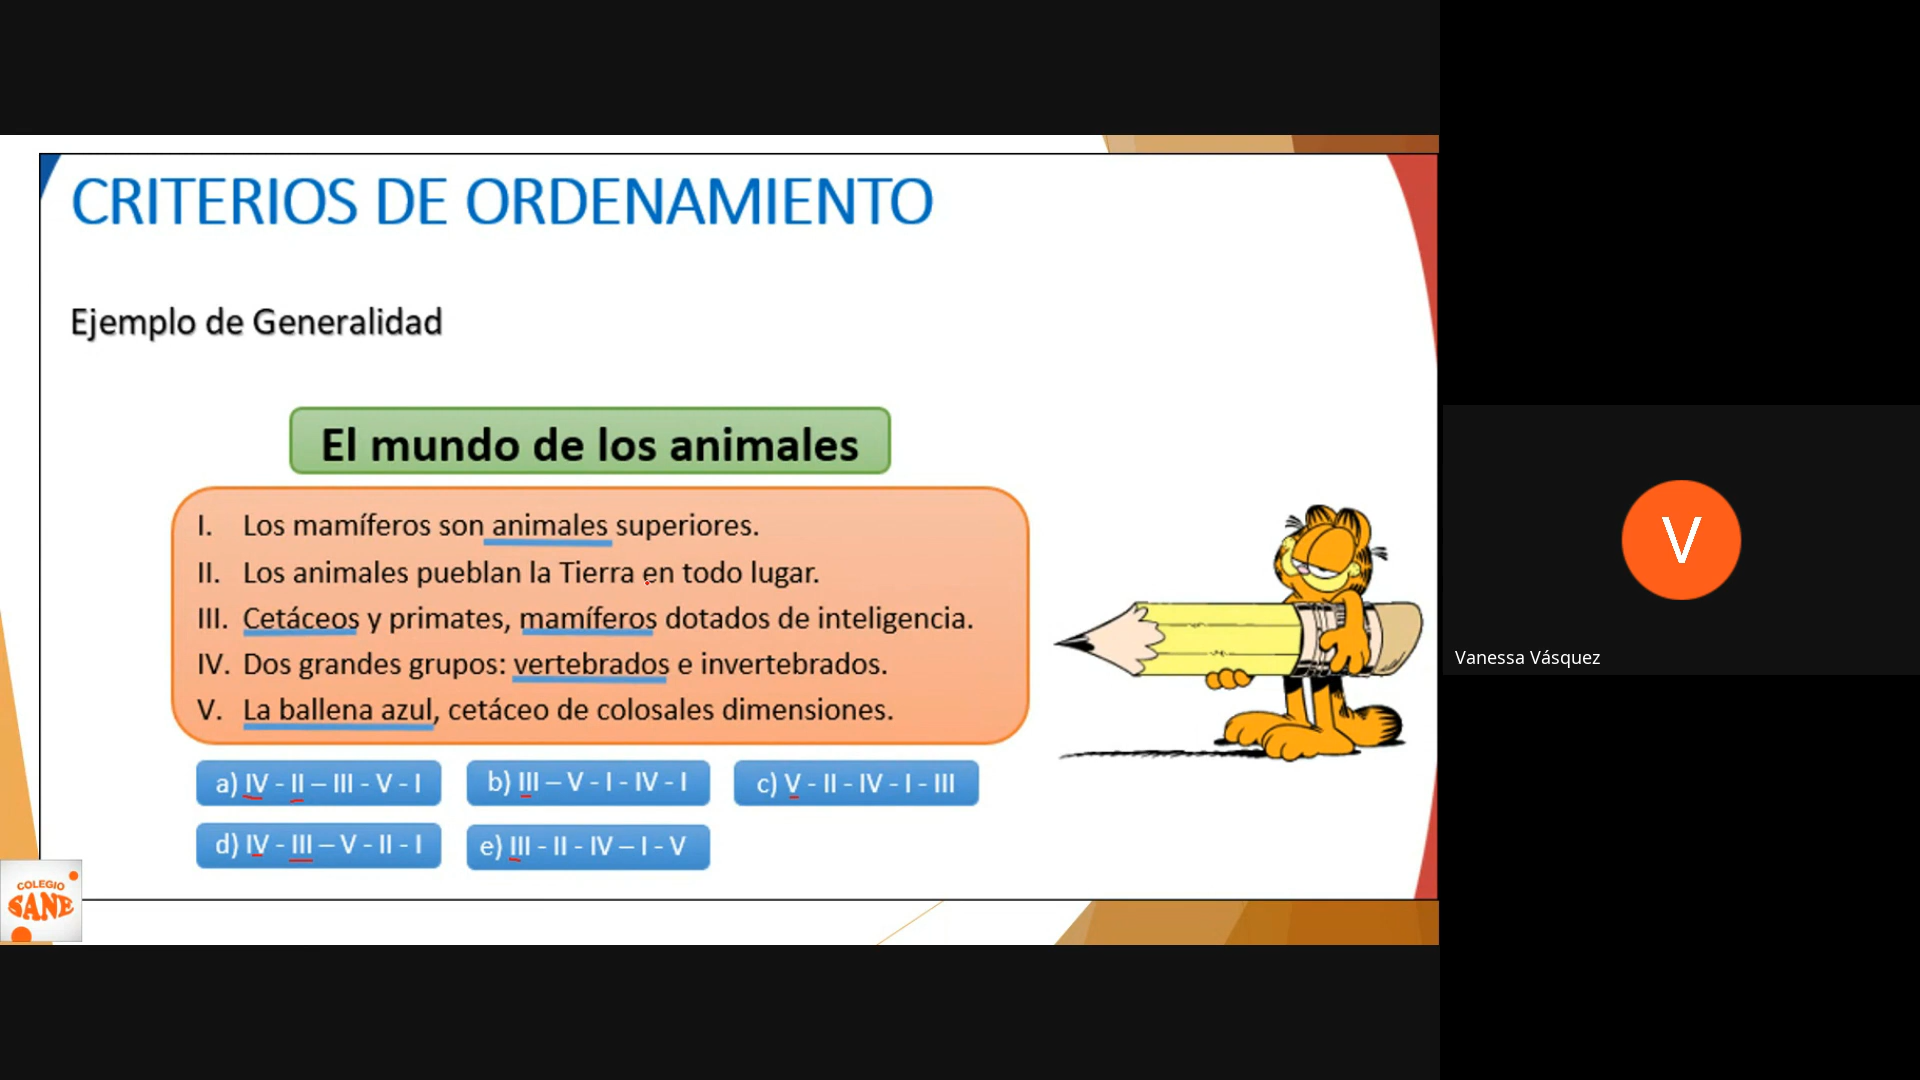 CRITERIOS DE ORDENAMIENTO
Ejemplo de Generalidad
El mundo de los animales
I. Los mamíferos son animales superiores.
II. Los animales pueblan la Tierra en todo lugar.
III. Cetáceos y primates, mamíferos dotados de inteligencia.
IV. Dos grandes grupos: vertebrados e invertebrados.
V. La ballena azul, cetáceo de colosales dimensiones.
a) IV - II – III - V - I
b) III – V - I - IV - I
c) V - II - IV - I - III
d) IV - III – V - II - I
e) III - II - IV – I - V
COLEGIO
SANE
V
Vanessa Vásquez